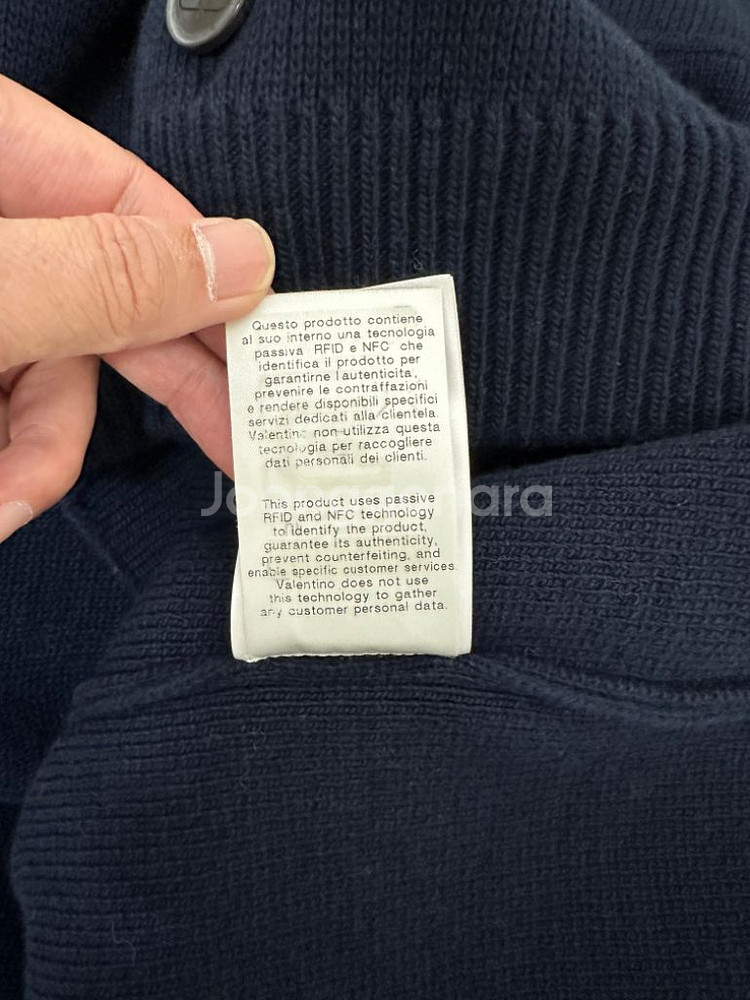 Questo prodotto contiene
al suo interno una tecnologia
passiva RFID e NFC che
identifica il prodotto per
garantirne l'autenticita,
prevenire le contraffazioni
e rendere disponibili specifici
servizi dedicati alla clientela.
Valentino non utilizza questa
tecnologia per raccogliere
dati personali dei clienti.
This product uses passive
RFID and NFC technology
to identify the product,
guarantee its authenticity,
prevent counterfeiting, and
enable specific customer services.
Valentino does not use
this technology to gather
any customer personal data.